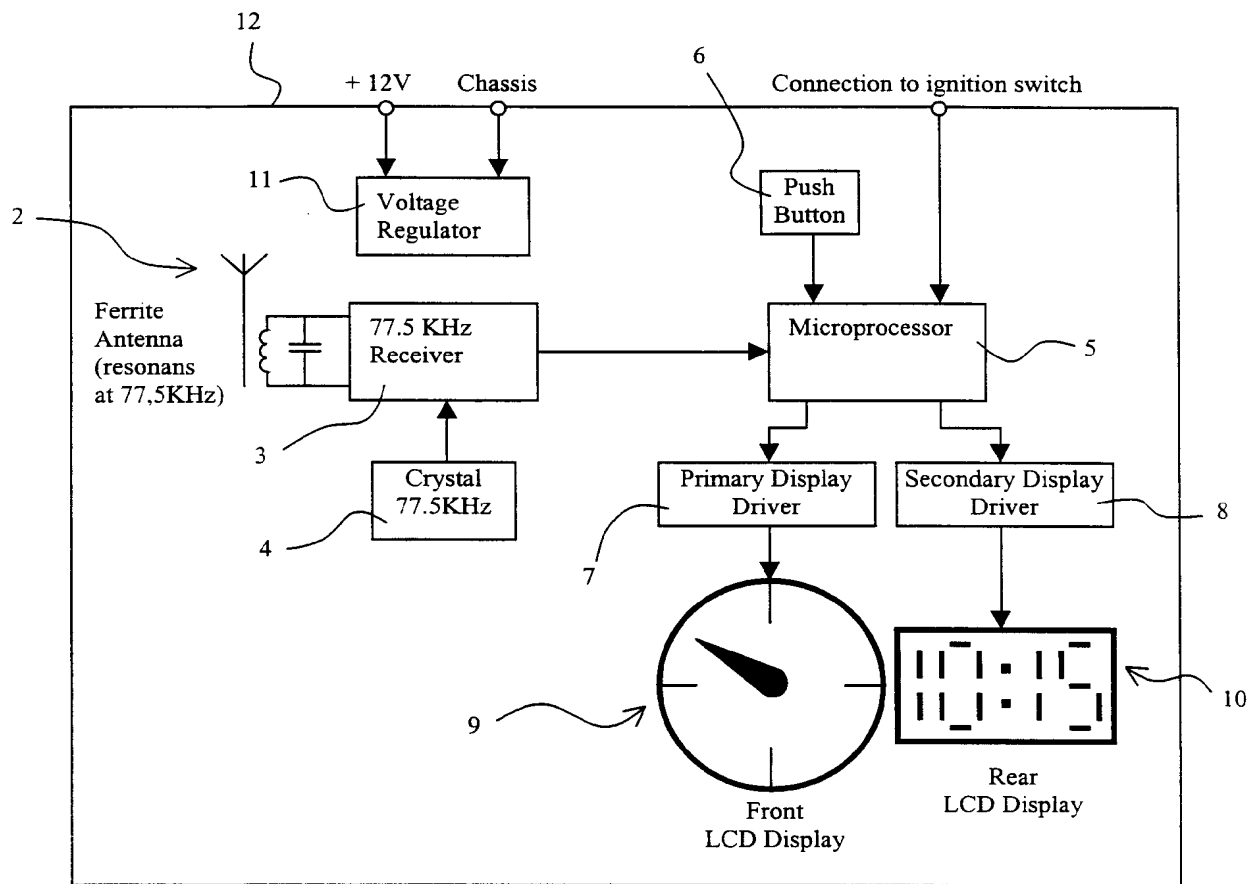 12
6
+ 12V
Chassis
Connection to ignition switch
11
Voltage
Regulator
Push
Button
2
Ferrite
Antenna
(resonans
at 77,5KHz)
77.5 KHz
Receiver
Microprocessor
5
3
Crystal
77.5KHz
4
Primary Display
Driver
Secondary Display
Driver
8
7
10:15
9
10
Front
LCD Display
Rear
LCD Display